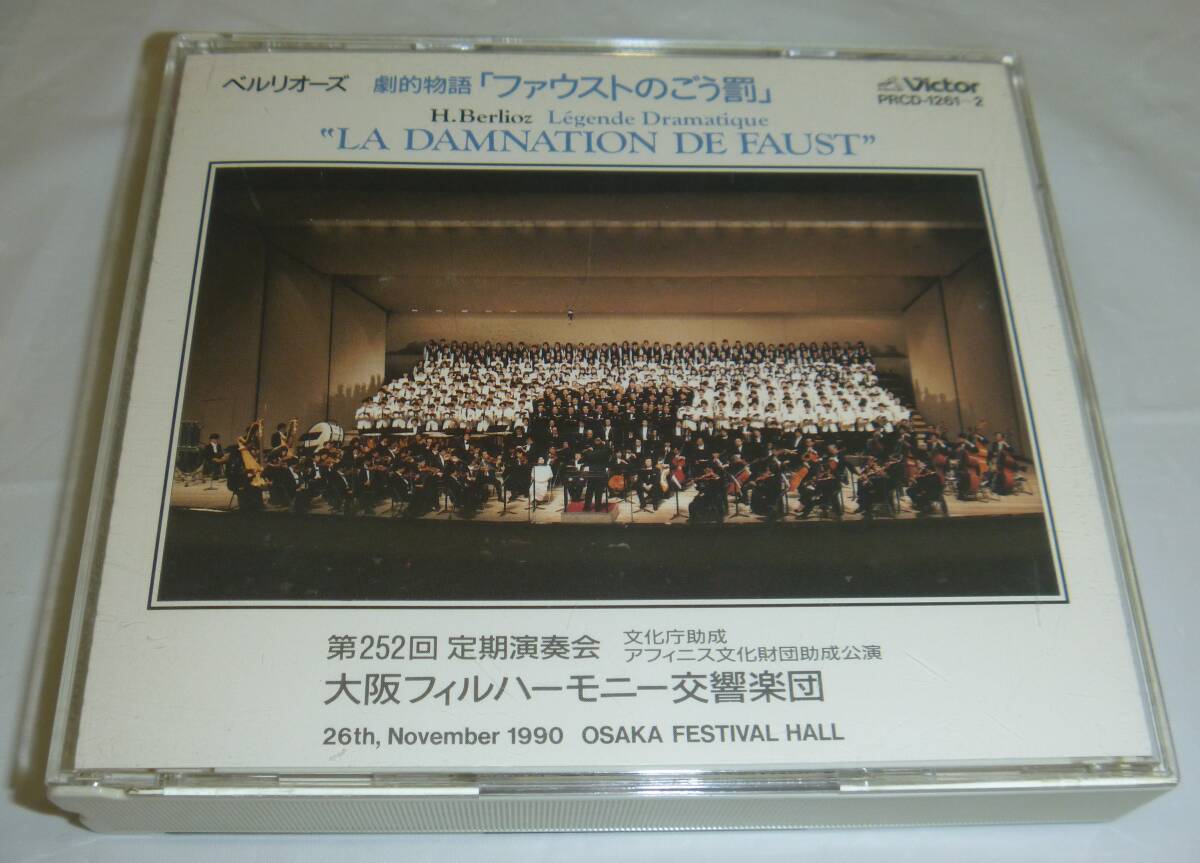 ベルリオーズ 劇的物語「ファウストのごう罰」
Victor
PRCD-1261-2
H.Berlioz Légende Dramatique
“LA DAMNATION DE FAUST”
第252回 定期演奏会 文化庁助成
アフィニス文化財団助成公演
大阪フィルハーモニー交響楽団
26th, November 1990 OSAKA FESTIVAL HALL